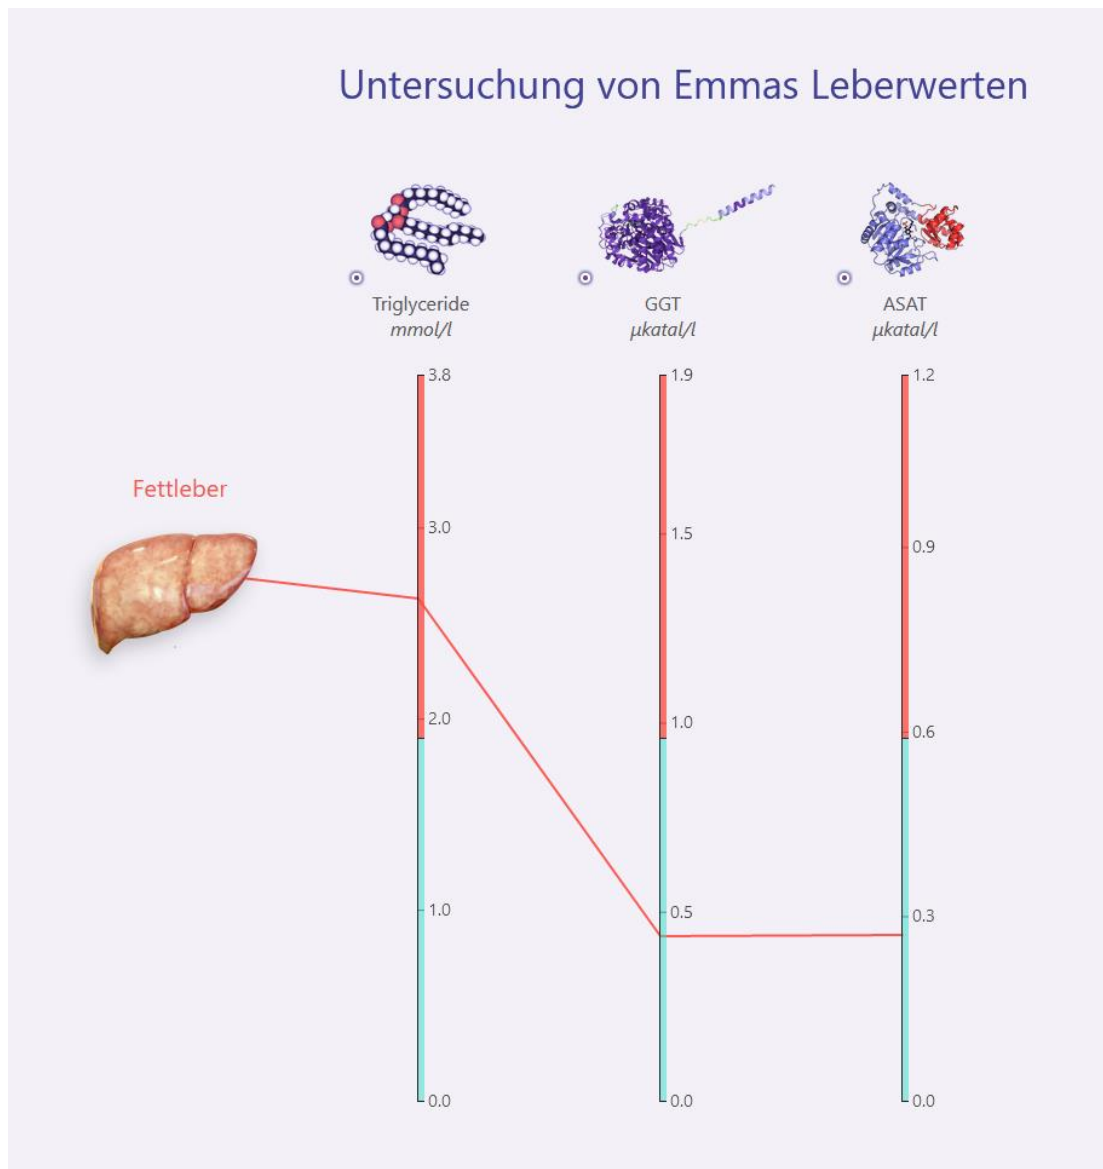 Untersuchung von Emmas Leberwerten
Triglyceride
mmol/l
GGT
µkatal/l
ASAT
µkatal/l
Fettleber
3.8
3.0
2.0
1.0
0.0
1.9
1.5
1.0
0.5
0.0
1.2
0.9
0.6
0.3
0.0